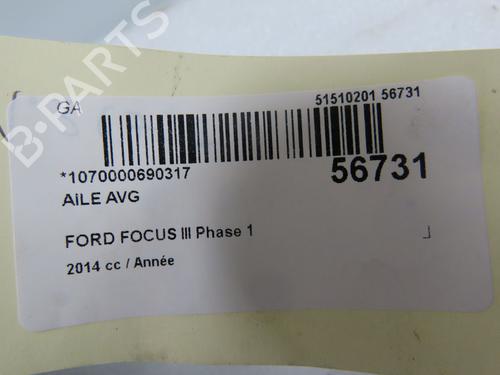 GA
51510201 56731
*1070000690317
56731
AiLE AVG
FORD FOCUS III Phase 1
2014 cc / Année
B-PARTS